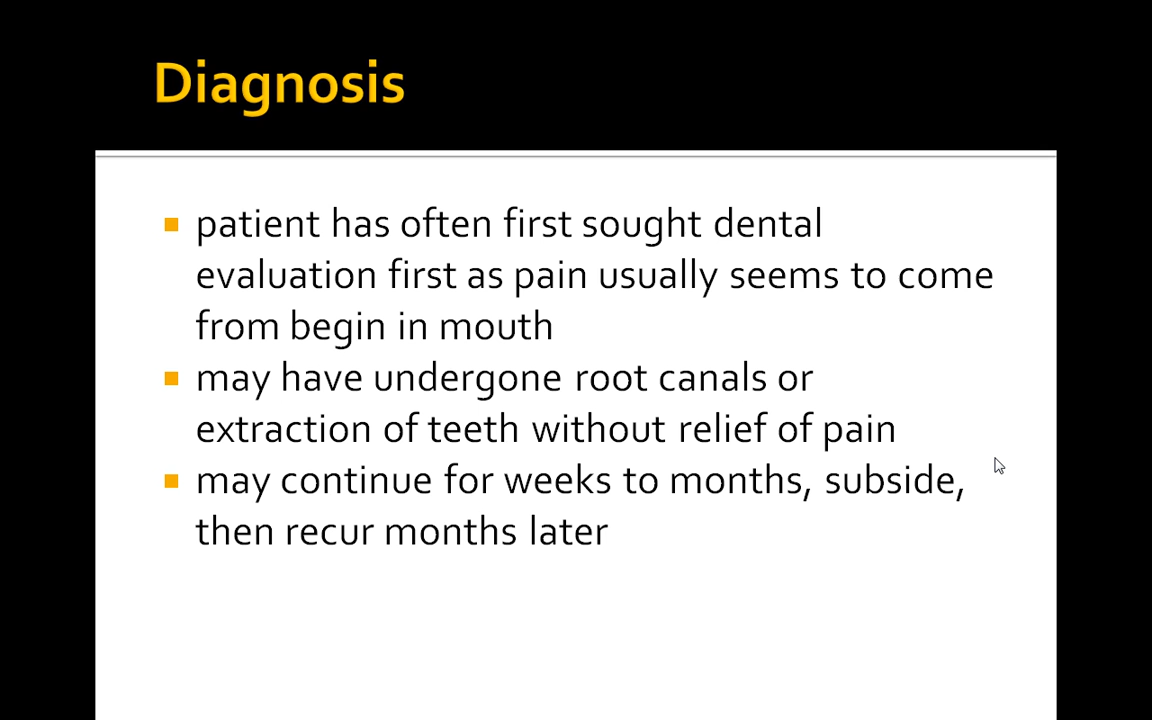 Diagnosis
patient has often first sought dental
evaluation first as pain usually seems to come
from begin in mouth
may have undergone root canals or
extraction of teeth without relief of pain
may continue for weeks to months, subside,
then recur months later